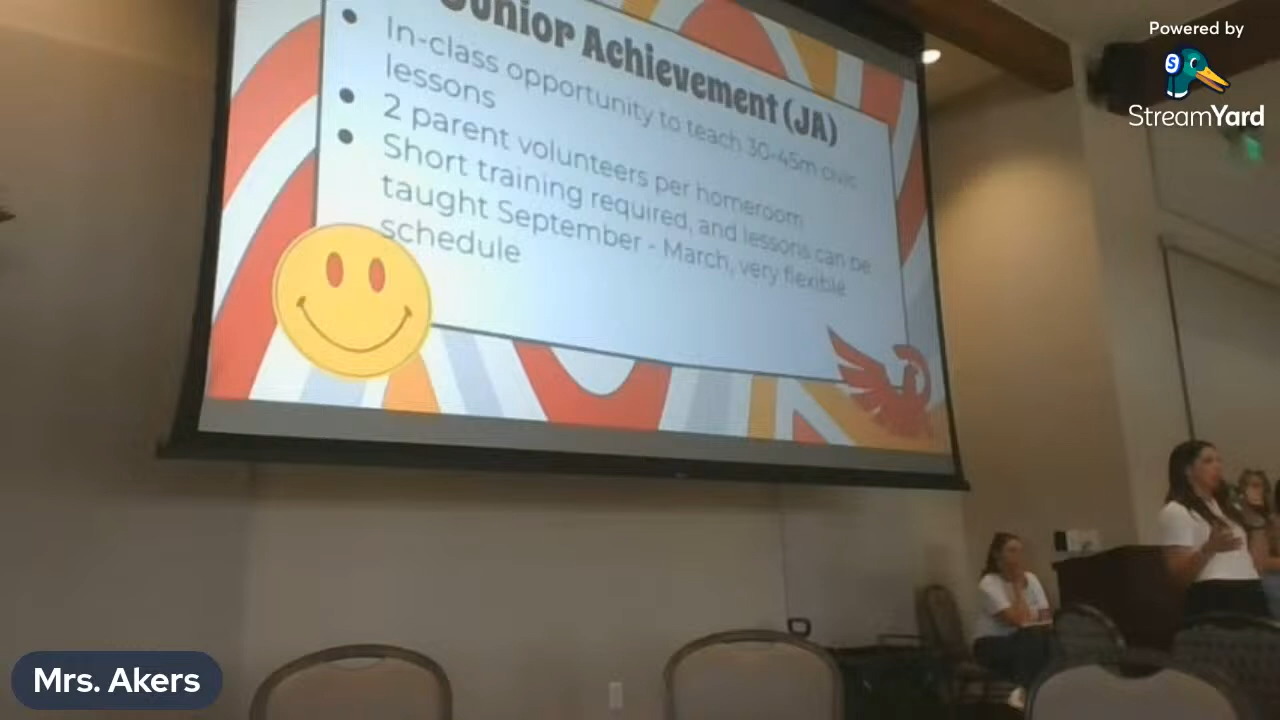 Powered by
StreamYard
Junior Achievement (JA)
In-class opportunity to teach 30-45m civic
lessons
2 parent volunteers per homeroom
Short training required, and lessons can be
taught September - March, very flexible
schedule
Mrs. Akers